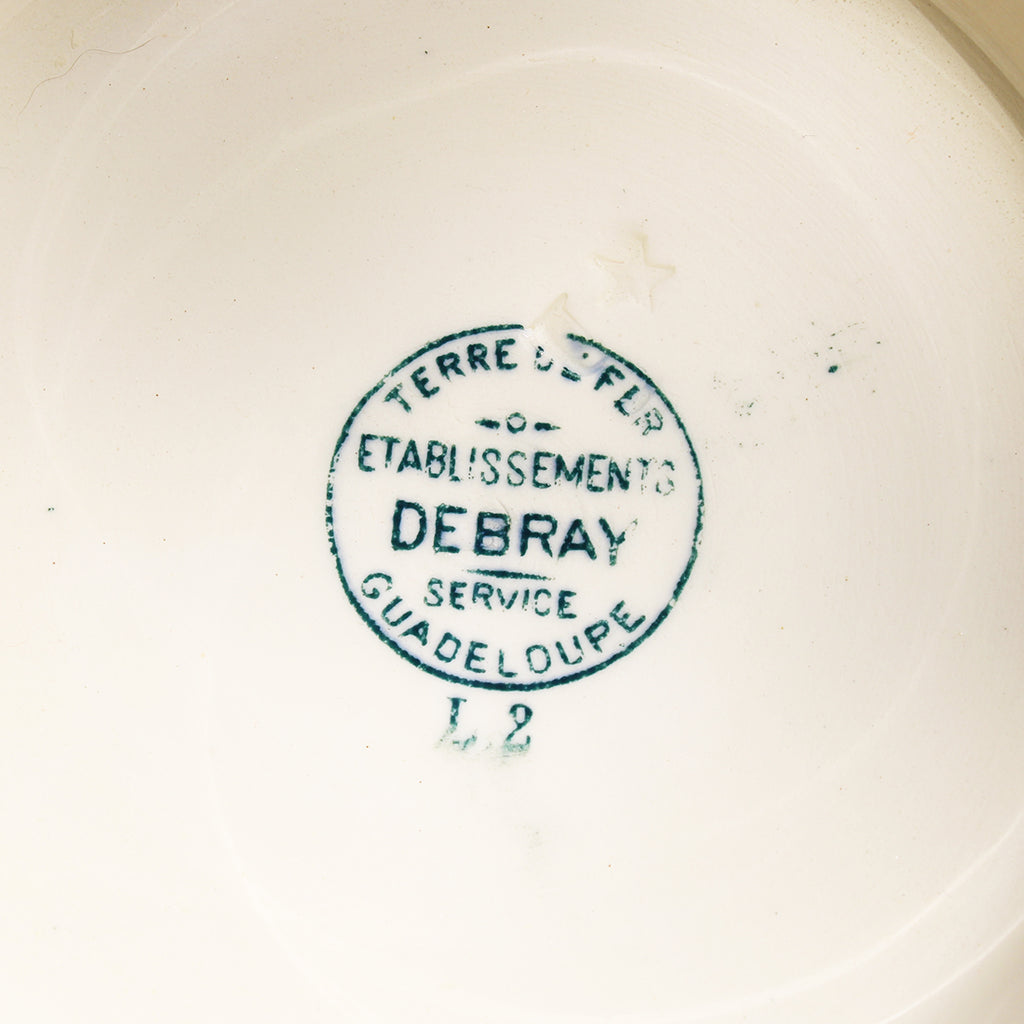 TERRE DE FER
ETABLISSEMENTS
DEBRAY
SERVICE
GUADELOUPE
L.2